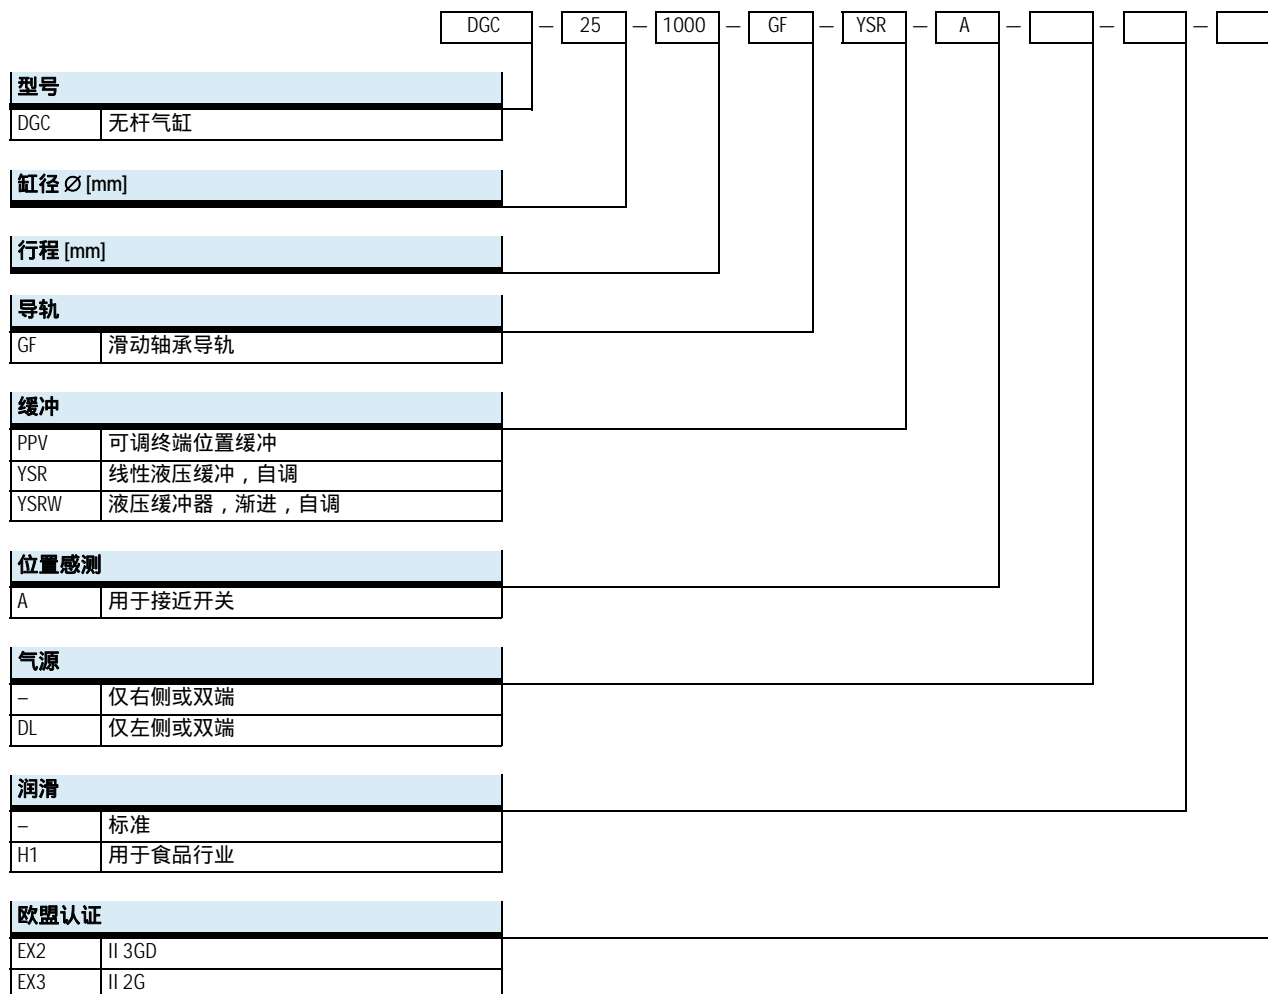 DGC – 25 – 1000 – GF – YSR – A – – –
型号
DGC 无杆气缸
缸径 ∅ [mm]
行程 [mm]
导轨
GF 滑动轴承导轨
缓冲
PPV 可调终端位置缓冲
YSR 线性液压缓冲，自调
YSRW 液压缓冲器，渐进，自调
位置感测
A 用于接近开关
气源
– 仅右侧或双端
DL 仅左侧或双端
润滑
– 标准
H1 用于食品行业
欧盟认证
EX2 II 3GD
EX3 II 2G